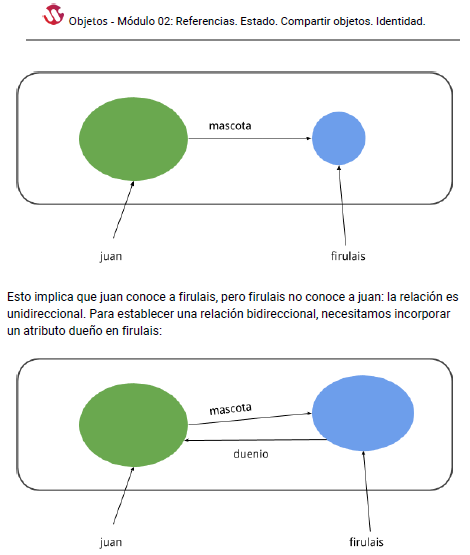 Objetos - Módulo 02: Referencias. Estado. Compartir objetos. Identidad.
mascota
juan
firulais
Esto implica que juan conoce a firulais, pero firulais no conoce a juan: la relación es
unidireccional. Para establecer una relación bidireccional, necesitamos incorporar
un atributo dueño en firulais:
mascota
duenio
juan
firulais